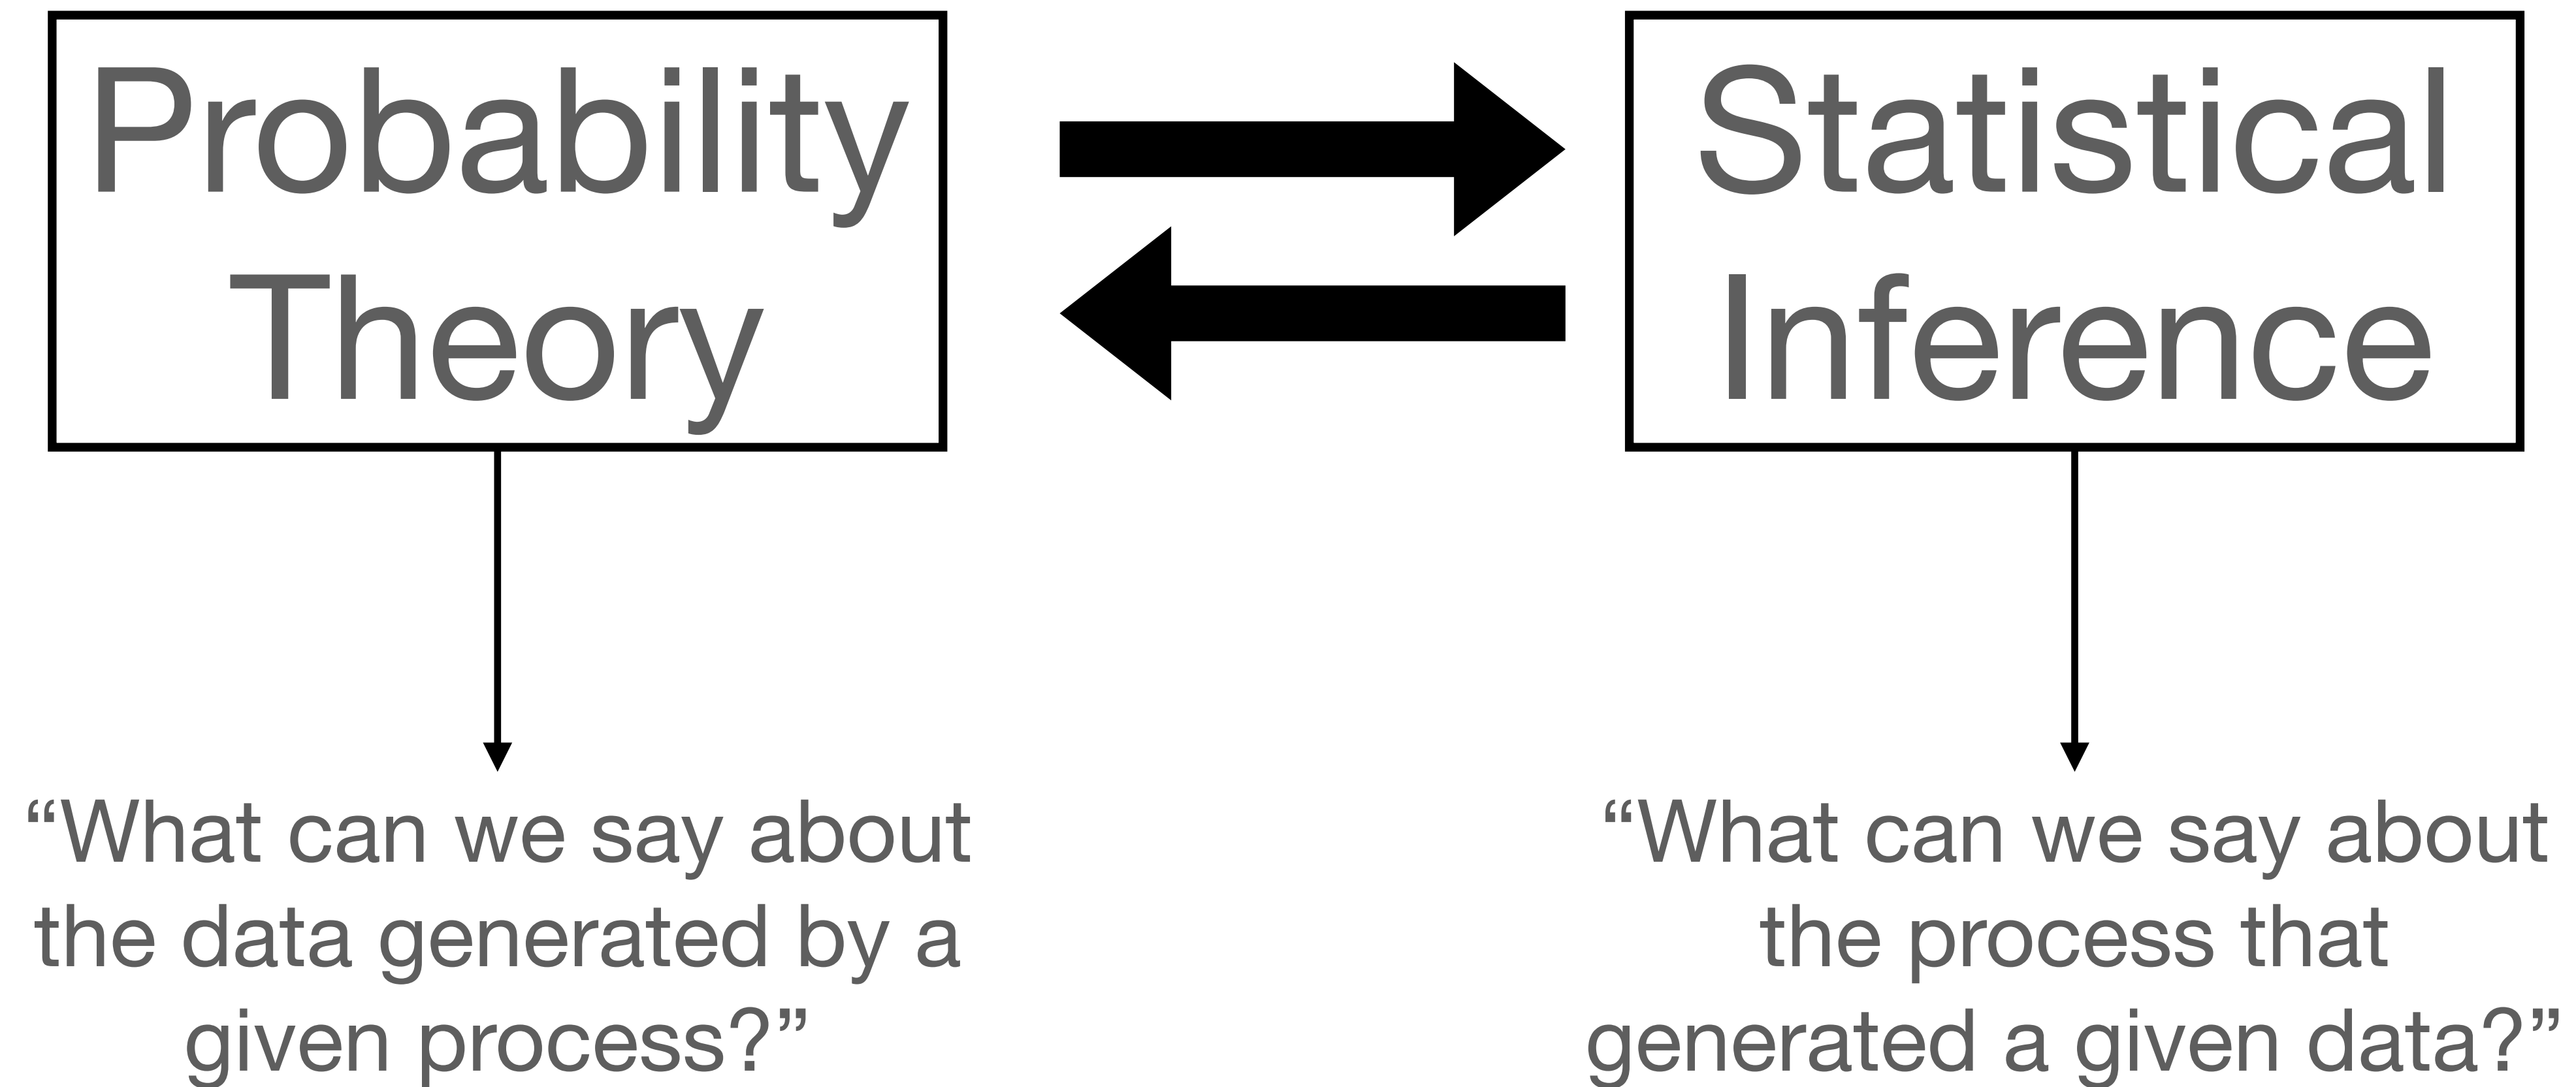 Probability
Theory
Statistical
Inference
“What can we say about
the data generated by a
given process?”
“What can we say about
the process that
generated a given data?”